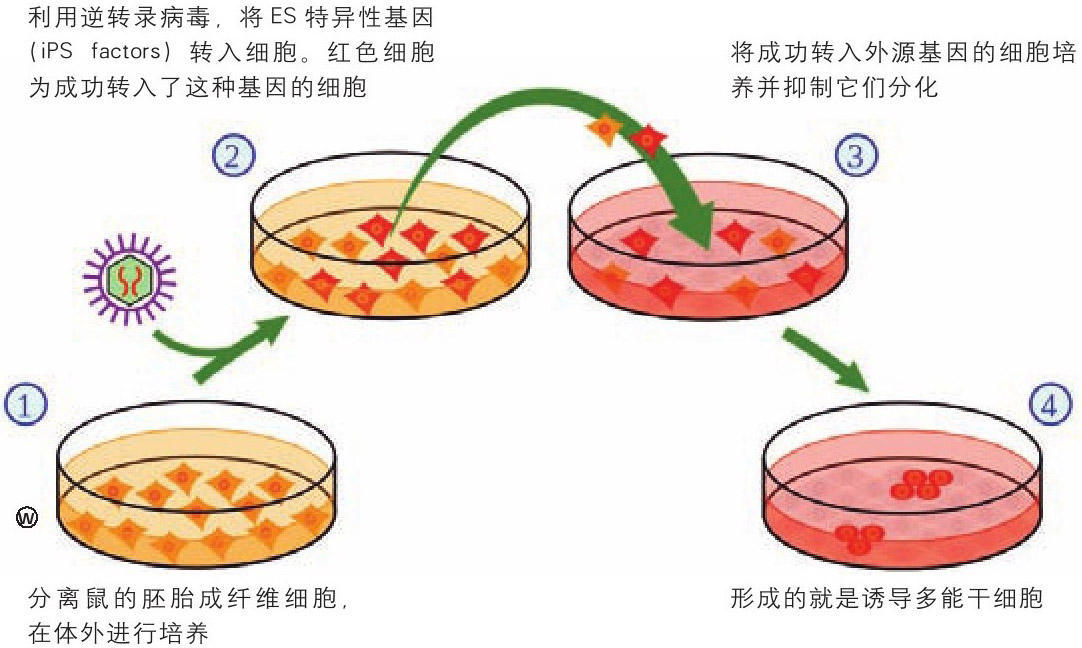 利用逆转录病毒，将 ES 特异性基因
(iPS factors) 转入细胞。红色细胞
为成功转入了这种基因的细胞
将成功转入外源基因的细胞培
养并抑制它们分化
②
③
①
④
W
分离鼠的胚胎成纤维细胞，
在体外进行培养
形成的就是诱导多能干细胞